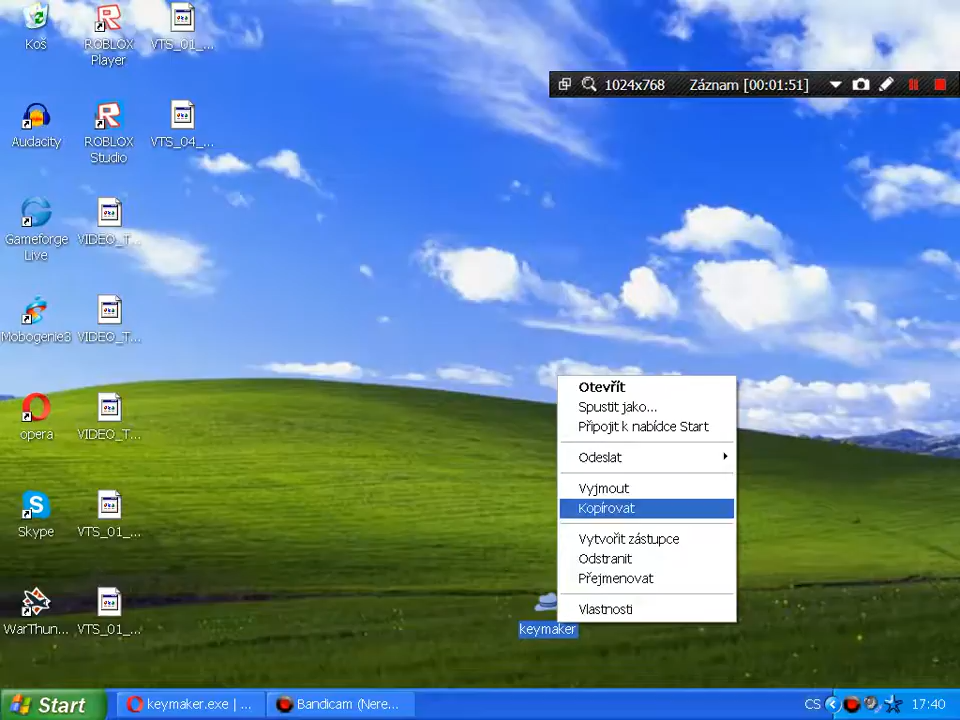 Koš
ROBLOX
Player
VTS_01_...
1024x768
Záznam [00:01:51]
Audacity
ROBLOX
Studio
VTS_04_...
Gameforge
Live
VIDEO_T...
Mobogenie3
VIDEO_T...
Otevřít
Spustit jako...
Připojit k nabídce Start
Odeslat
Vyjmout
Kopírovat
Vytvořit zástupce
Odstranit
Přejmenovat
Vlastnosti
opera
VIDEO_T...
Skype
VTS_01_...
WarThun...
VTS_01_...
keymaker
Start
keymaker.exe | ...
Bandicam (Nere...
CS
17:40